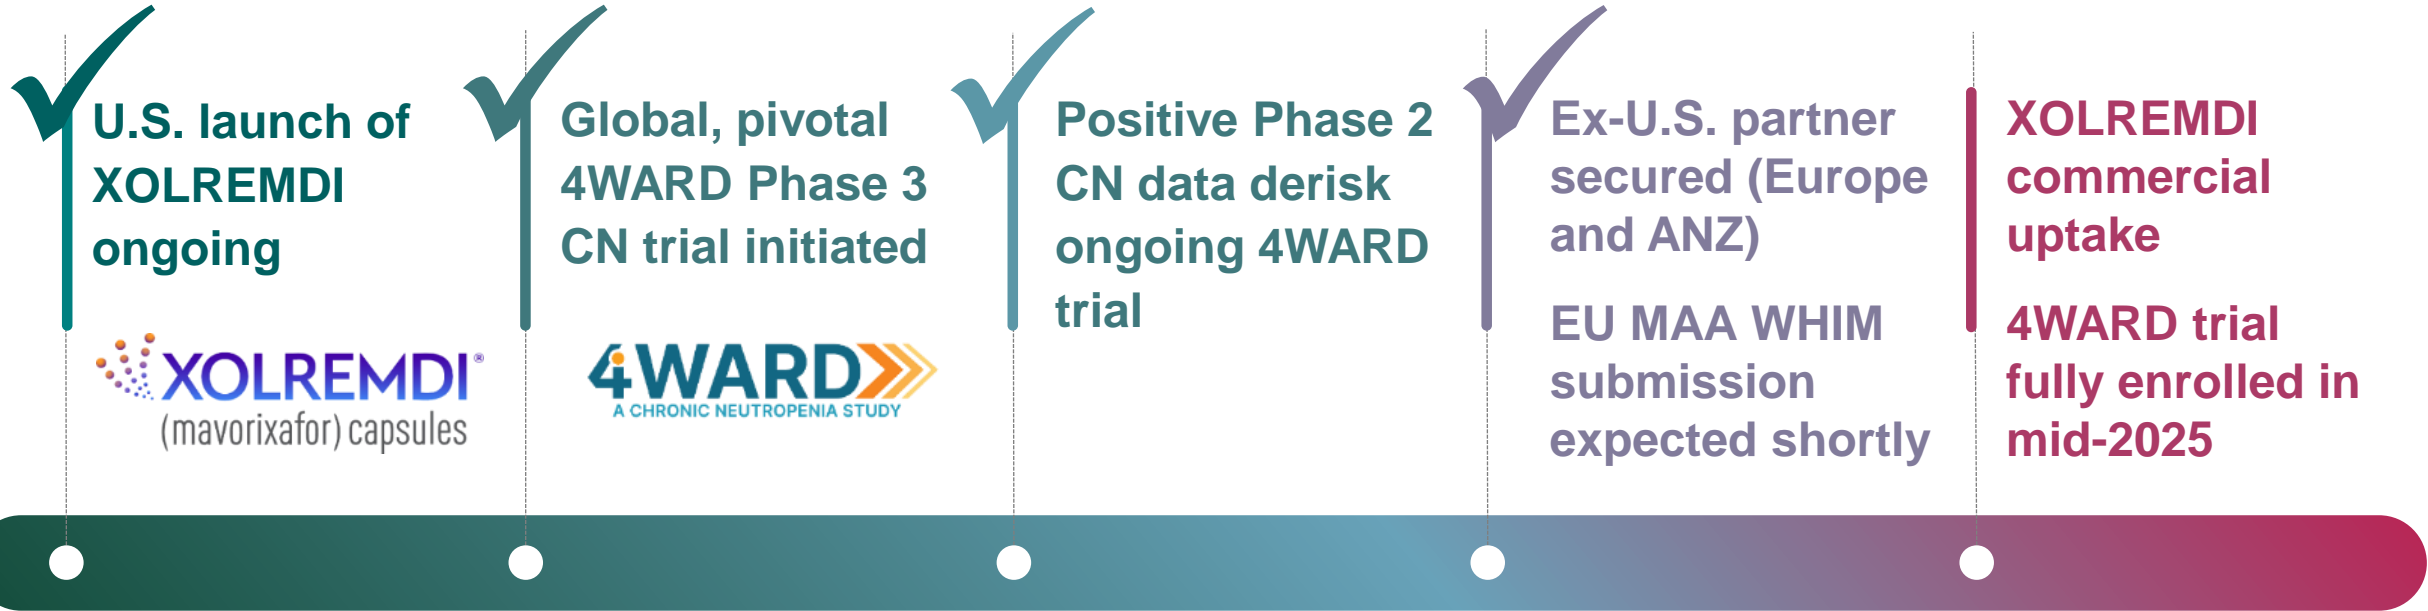 U.S. launch of
XOLREMDI
ongoing
XOLREMDI®
(mavorixafor) capsules
Global, pivotal
4WARD Phase 3
CN trial initiated
4WARD
A CHRONIC NEUTROPENIA STUDY
Positive Phase 2
CN data derisk
ongoing 4WARD
trial
Ex-U.S. partner
secured (Europe
and ANZ)
EU MAA WHIM
submission
expected shortly
XOLREMDI
commercial
uptake
4WARD trial
fully enrolled in
mid-2025